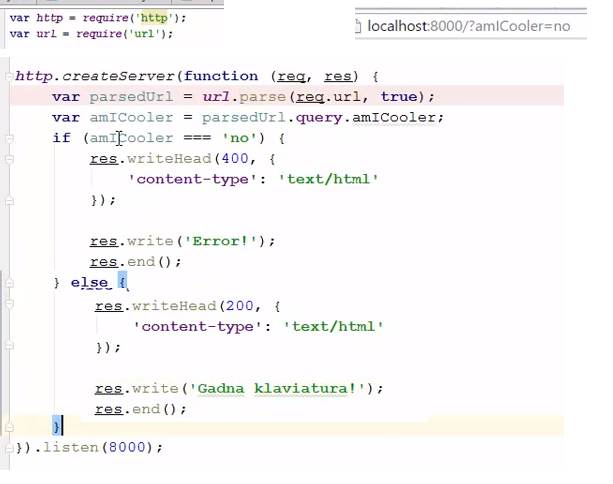 var http = require('http');
var url = require('url');
localhost:8000/?amICooler=no
http.createServer(function (req, res) {
var parsedUrl = url.parse(req.url, true);
var amICooler = parsedUrl.query.amICooler;
if (amICooler === 'no') {
res.writeHead(400, {
'content-type': 'text/html'
});
res.write('Error!');
res.end();
} else {
res.writeHead(200, {
'content-type': 'text/html'
});
res.write('Gadna klaviatura!');
res.end();
}
}).listen(8000);